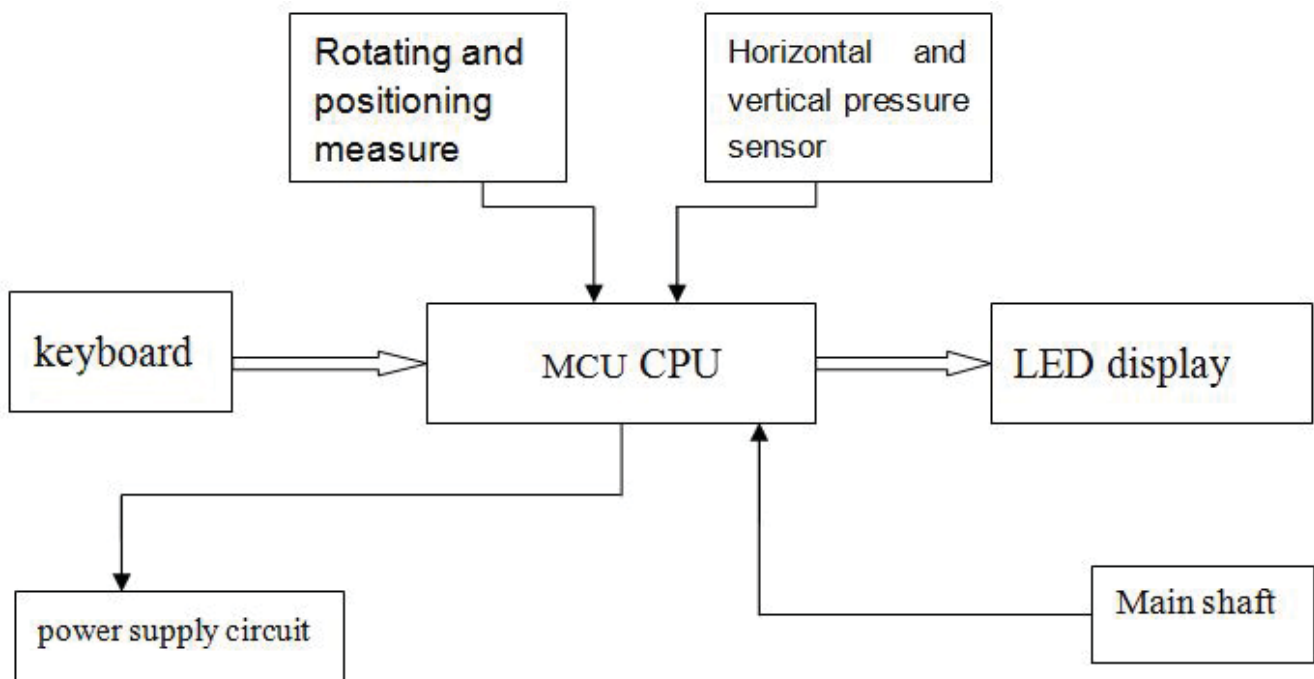 Rotating and
positioning
measure
Horizontal and
vertical pressure
sensor
keyboard
MCU CPU
LED display
power supply circuit
Main shaft